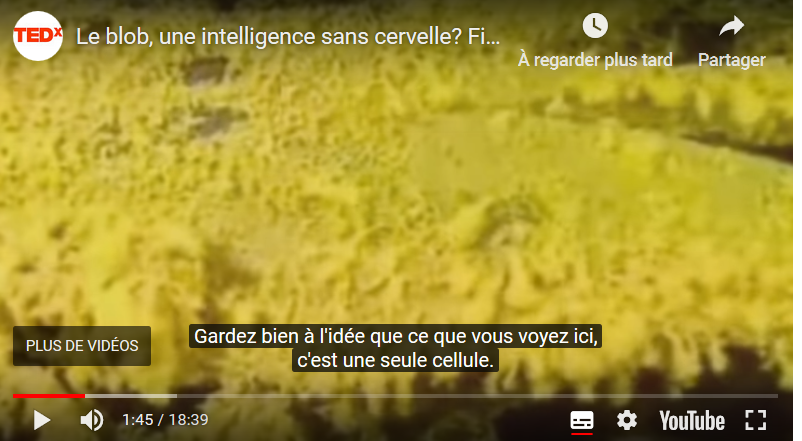 TEDx
Le blob, une intelligence sans cervelle? Fi...
À regarder plus tard
Partager
PLUS DE VIDÉOS
Gardez bien à l'idée que ce que vous voyez ici,
c'est une seule cellule.
1:45 / 18:39
YouTube